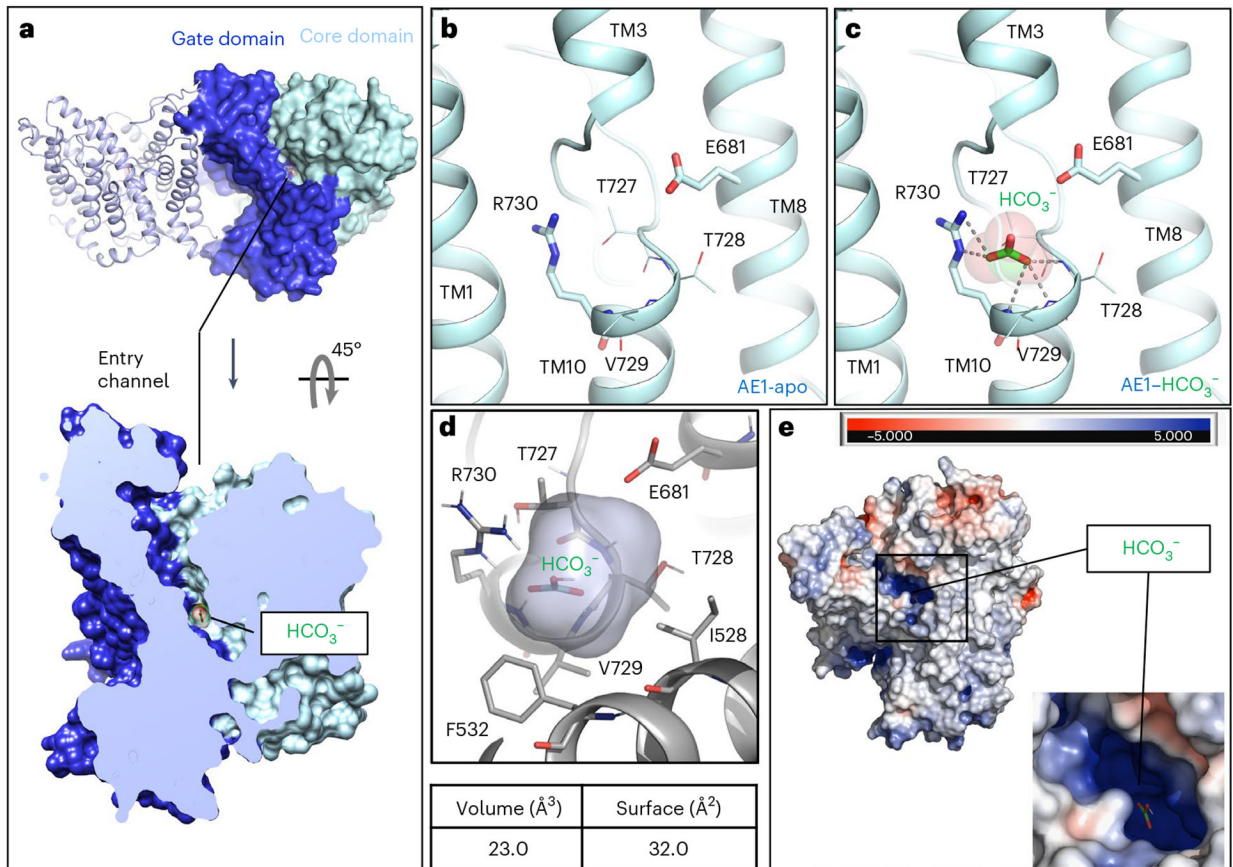 a
Gate domain Core domain
Entry
channel
45°
HCO₃⁻
b
TM3
E681
T727
R730
TM8
T728
TM1
TM10
V729
AE1-apo
c
TM3
E681
T727
R730
HCO₃⁻
TM8
T728
V729
TM1
TM10
AE1–HCO₃⁻
d
T727
R730
E681
HCO₃⁻
T728
I528
V729
F532
Volume (Å³) Surface (Å²)
23.0 32.0
e
−5.000 5.000
HCO₃⁻